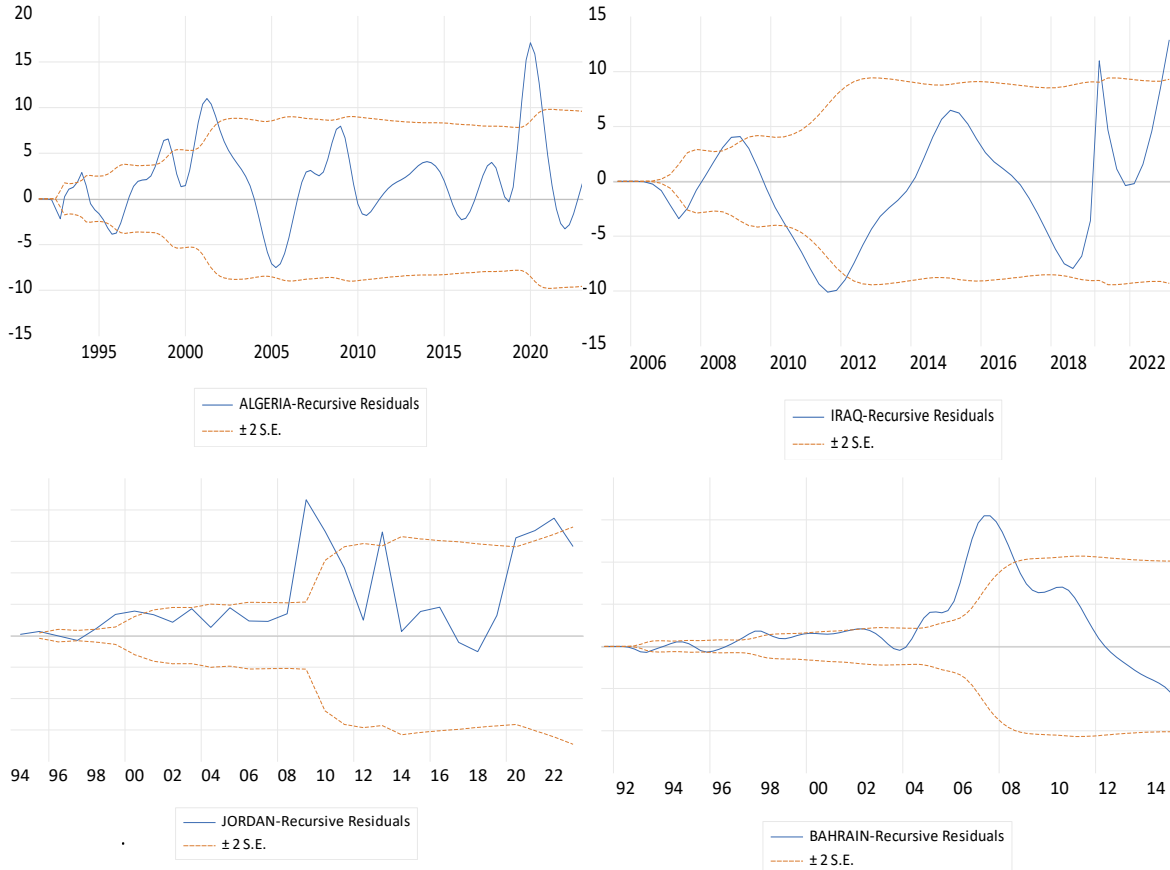 20
15
10
5
0
-5
-10
-15
1995 2000 2005 2010 2015 2020
ALGERIA-Recursive Residuals
± 2 S.E.
15
10
5
0
-5
-10
-15
2006 2008 2010 2012 2014 2016 2018 2019 2022
IRAQ-Recursive Residuals
± 2 S.E.
94 96 98 00 02 04 06 08 10 12 14 16 18 20 22
JORDAN-Recursive Residuals
± 2 S.E.
.
92 94 96 98 00 02 04 06 08 10 12 14
BAHRAIN-Recursive Residuals
± 2 S.E.